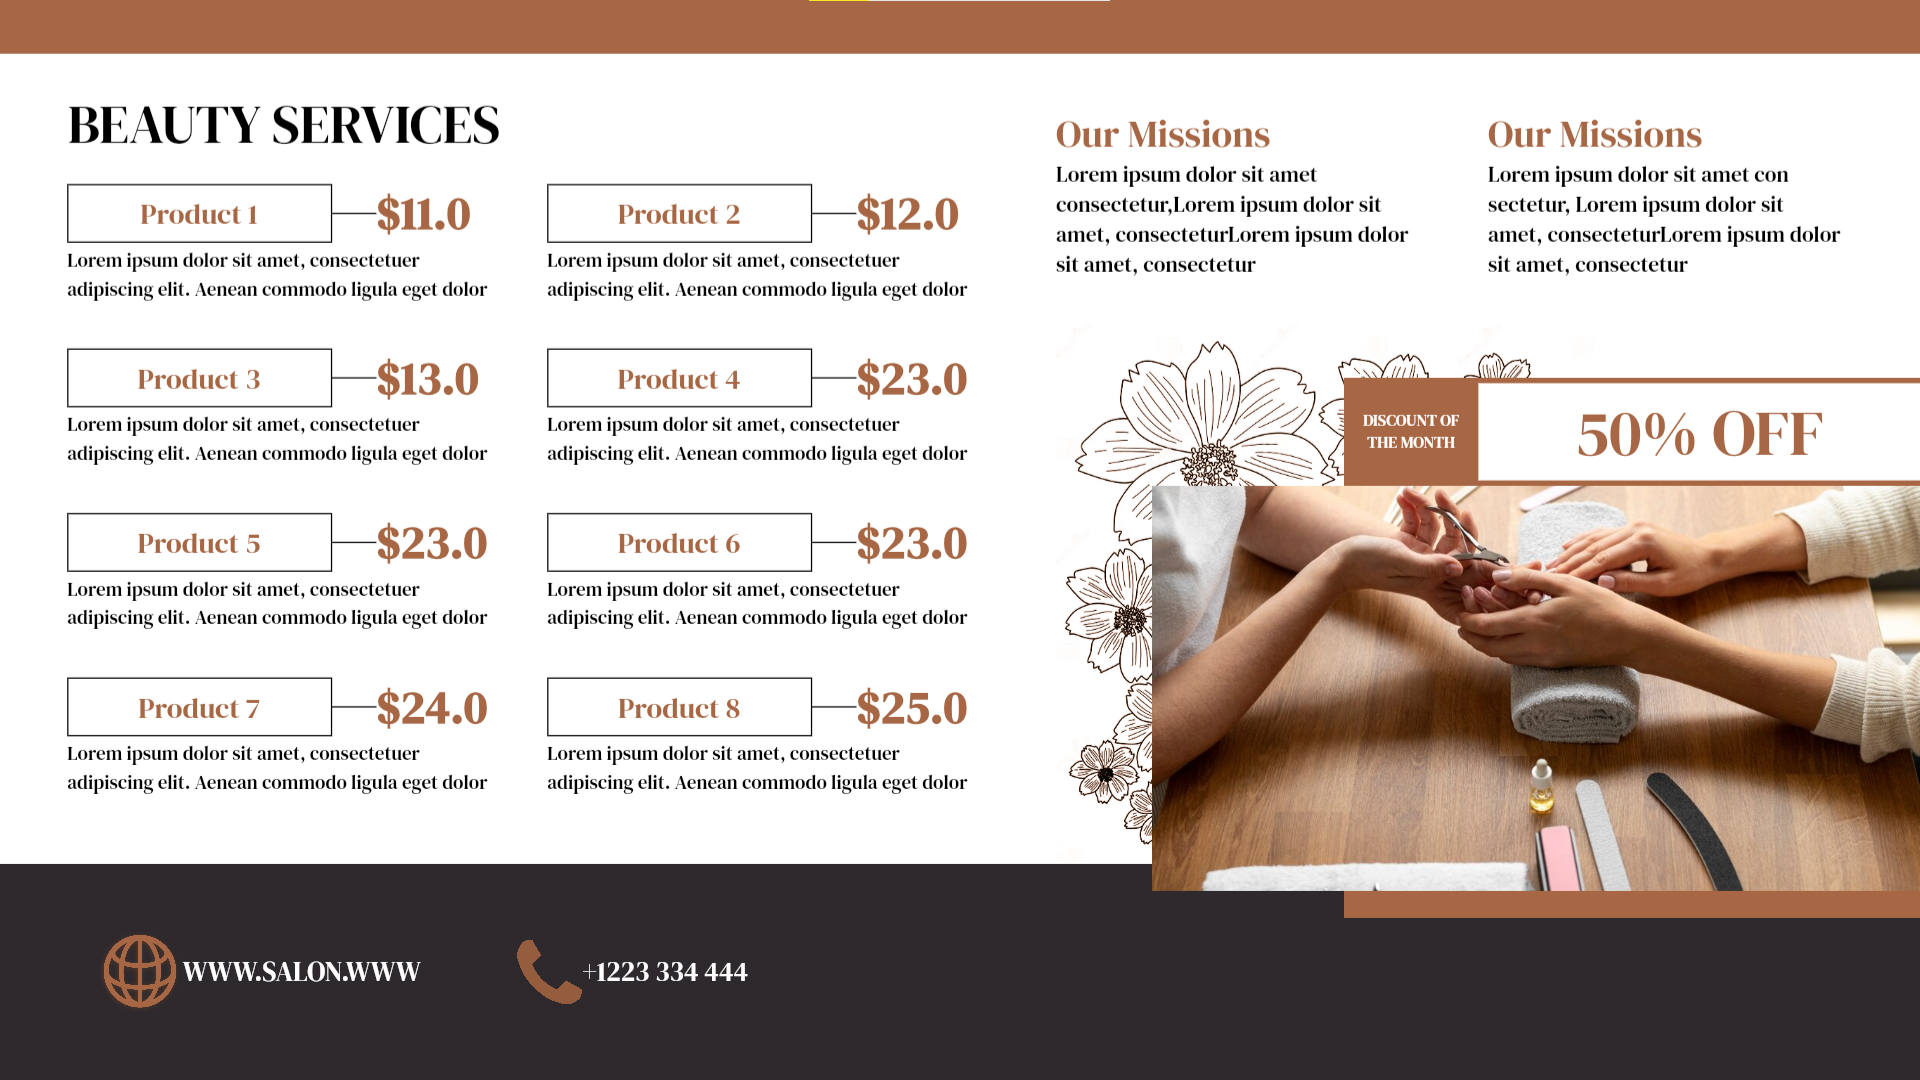 BEAUTY SERVICES
Product 1
$11.0
Lorem ipsum dolor sit amet, consectetuer
adipiscing elit. Aenean commodo ligula eget dolor
Product 2
$12.0
Lorem ipsum dolor sit amet, consectetuer
adipiscing elit. Aenean commodo ligula eget dolor
Product 3
$13.0
Lorem ipsum dolor sit amet, consectetuer
adipiscing elit. Aenean commodo ligula eget dolor
Product 4
$23.0
Lorem ipsum dolor sit amet, consectetuer
adipiscing elit. Aenean commodo ligula eget dolor
Product 5
$23.0
Lorem ipsum dolor sit amet, consectetuer
adipiscing elit. Aenean commodo ligula eget dolor
Product 6
$23.0
Lorem ipsum dolor sit amet, consectetuer
adipiscing elit. Aenean commodo ligula eget dolor
Product 7
$24.0
Lorem ipsum dolor sit amet, consectetuer
adipiscing elit. Aenean commodo ligula eget dolor
Product 8
$25.0
Lorem ipsum dolor sit amet, consectetuer
adipiscing elit. Aenean commodo ligula eget dolor
Our Missions
Lorem ipsum dolor sit amet
consectetur,Lorem ipsum dolor sit
amet, consecteturLorem ipsum dolor
sit amet, consectetur
Our Missions
Lorem ipsum dolor sit amet con
sectetur, Lorem ipsum dolor sit
amet, consecteturLorem ipsum dolor
sit amet, consectetur
DISCOUNT OF
THE MONTH
50% OFF
WWW.SALON.WWW
+1223 334 444